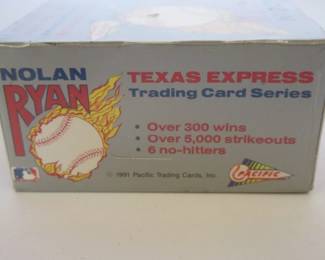 NOLAN
RYAN
TEXAS EXPRESS
Trading Card Series
• Over 300 wins
• Over 5,000 strikeouts
• 6 no-hitters
© 1991 Pacific Trading Cards, Inc.
PACIFIC